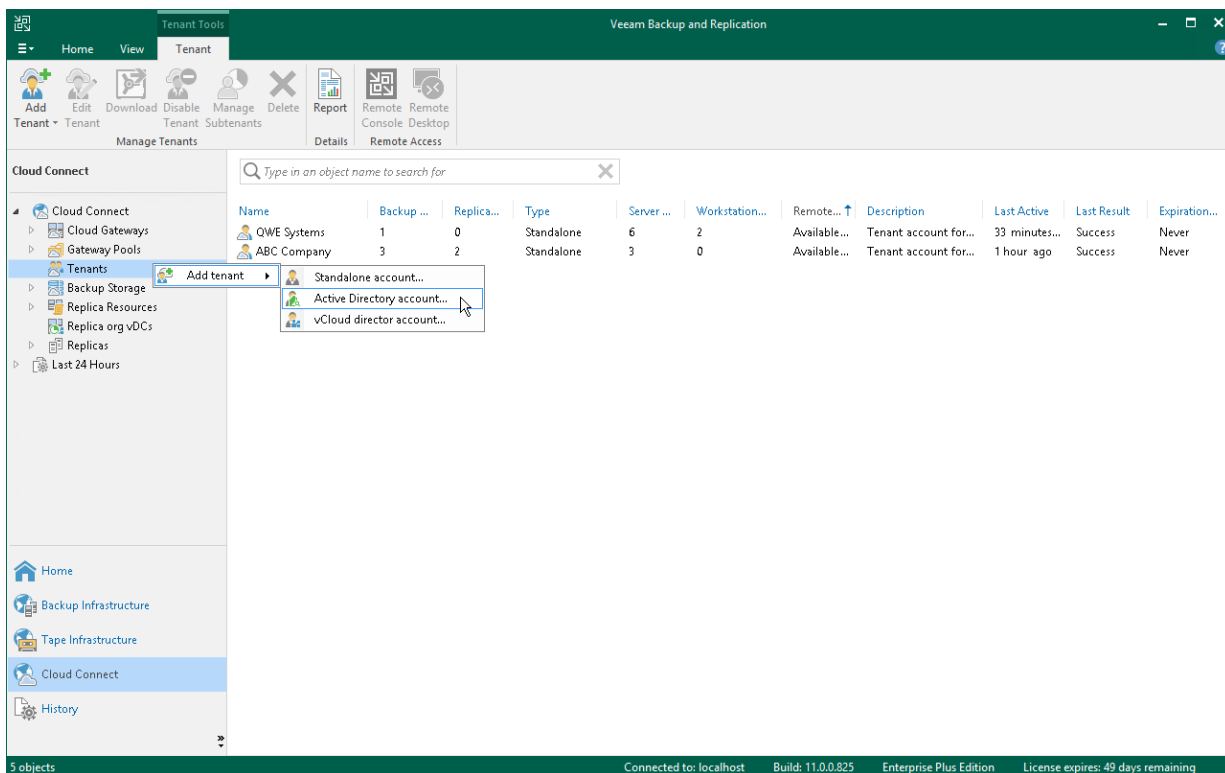 Tenant Tools
Veeam Backup and Replication
Home View Tenant
Add Tenant
Edit Tenant
Download
Disable Tenant
Manage Subtenants
Delete
Report
Remote Console
Remote Desktop
Manage Tenants
Details
Remote Access
Cloud Connect
Type in an object name to search for
Cloud Connect
Cloud Gateways
Gateway Pools
Tenants
Backup Storage
Replica Resources
Replica org vDCs
Replicas
Last 24 Hours
Name Backup ... Replica... Type Server ... Workstation... Remote... Description Last Active Last Result Expiration...
QWE Systems 1 0 Standalone 6 2 Available... Tenant account for... 33 minutes... Success Never
ABC Company 3 2 Standalone 3 0 Available... Tenant account for... 1 hour ago Success Never
Add tenant
Standalone account...
Active Directory account...
vCloud director account...
Home
Backup Infrastructure
Tape Infrastructure
Cloud Connect
History
5 objects
Connected to: localhost Build: 11.0.0.825 Enterprise Plus Edition License expires: 49 days remaining